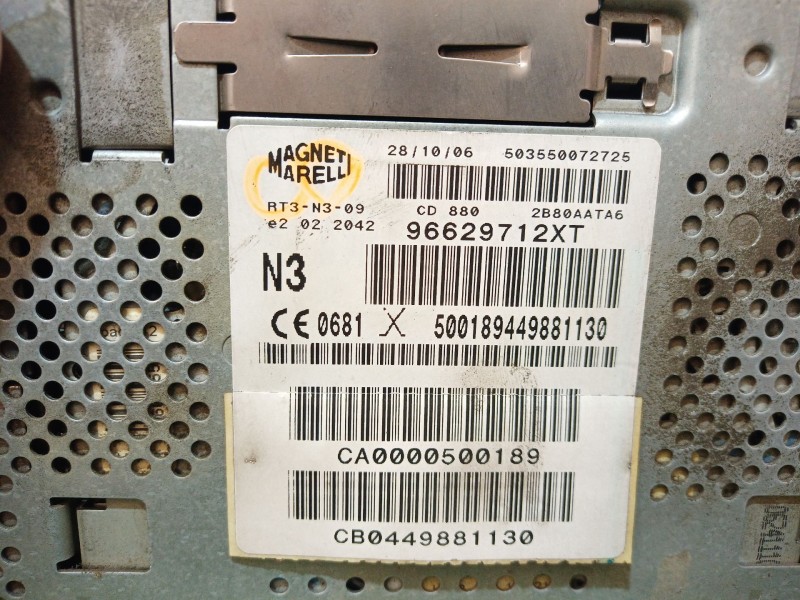 MAGNETI
MARELLI
28/10/06 503550072725
RT3-N3-09 CD 880 2B80AATA6
e2 02 2042 96629712XT
N3
CE 0681 X 500189449881130
CA0000500189
CB0449881130